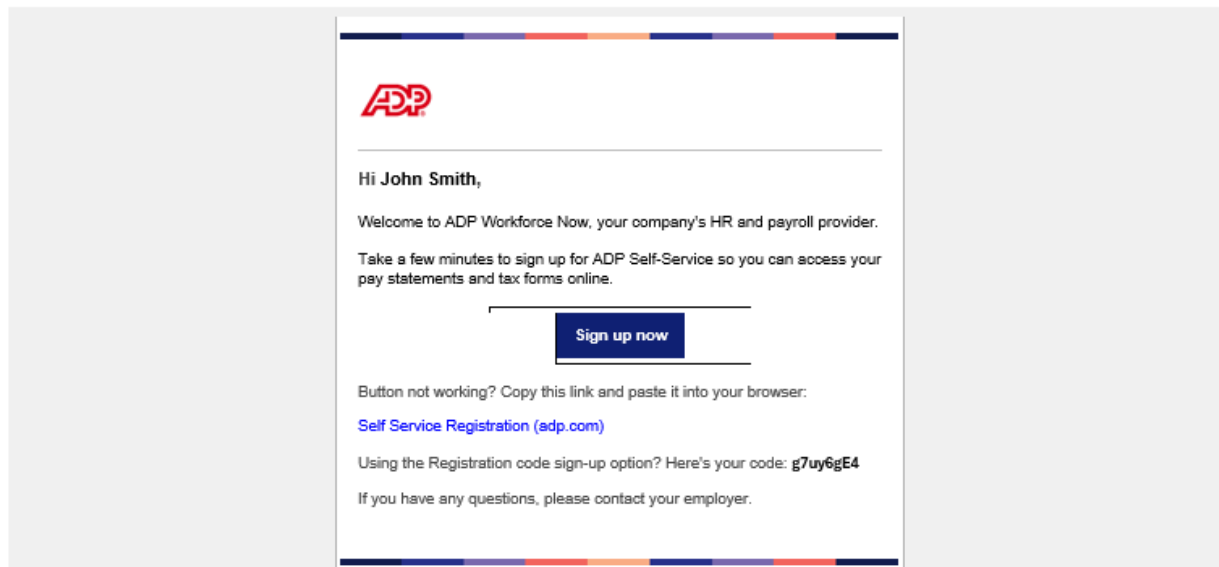 ADP
Hi John Smith,
Welcome to ADP Workforce Now, your company's HR and payroll provider.
Take a few minutes to sign up for ADP Self-Service so you can access your
pay statements and tax forms online.
Sign up now
Button not working? Copy this link and paste it into your browser:
Self Service Registration (adp.com)
Using the Registration code sign-up option? Here's your code: g7uy6gE4
If you have any questions, please contact your employer.